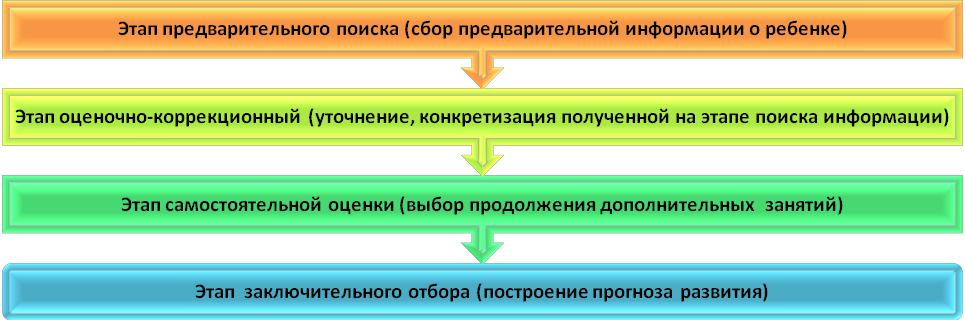 Этап предварительного поиска (сбор предварительной информации о ребенке)
Этап оценочно-коррекционный (уточнение, конкретизация полученной на этапе поиска информации)
Этап самостоятельной оценки (выбор продолжения дополнительных занятий)
Этап заключительного отбора (построение прогноза развития)